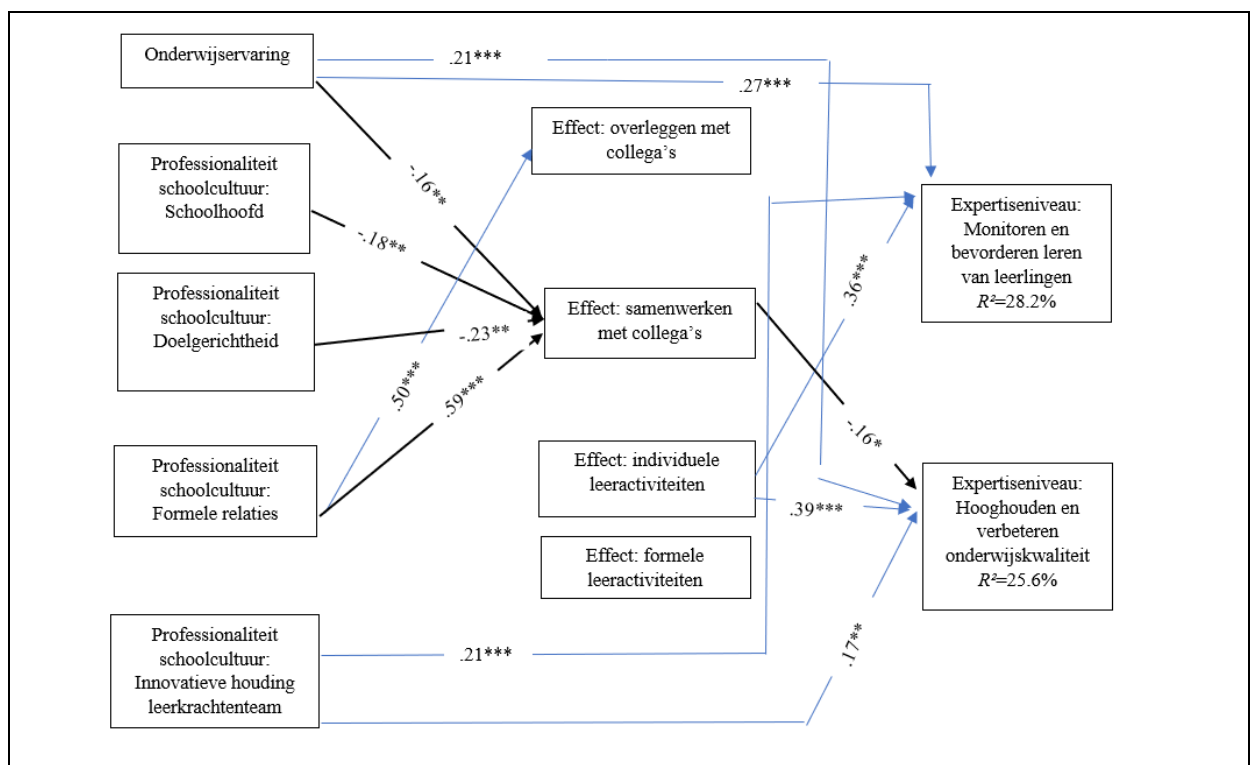 Onderwijservaring
.21***
.27***
Effect: overleggen met
collega’s
Professionaliteit
schoolcultuur:
Schoolhoofd
-.16**
-.18**
Expertiseniveau:
Monitoren en
bevorderen leren
van leerlingen
R²=28.2%
Professionaliteit
schoolcultuur:
Doelgerichtheid
-.23**
Effect: samenwerken
met collega’s
.36***
.50***
.59***
-.16*
Professionaliteit
schoolcultuur:
Formele relaties
Effect: individuele
leeractiviteiten
.39***
Expertiseniveau:
Hooghouden en
verbeteren
onderwijskwaliteit
R²=25.6%
Effect: formele
leeractiviteiten
Professionaliteit
schoolcultuur:
Innovatieve houding
leerkrachtenteam
.21***
.17**